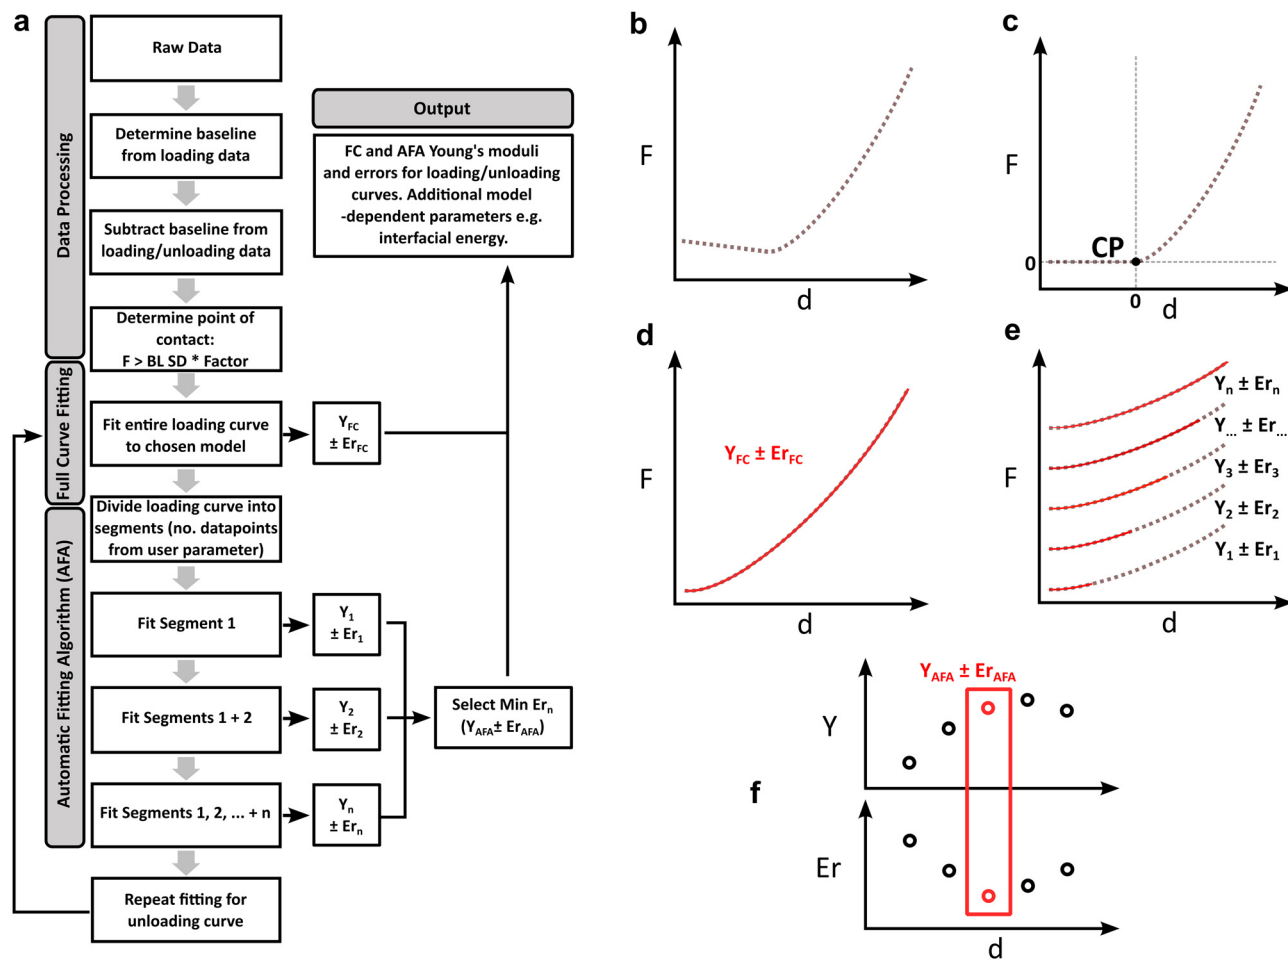 a
Data Processing
Raw Data
Determine baseline
from loading data
Subtract baseline from
loading/unloading data
Determine point of
contact:
F > BL SD * Factor
Full Curve Fitting
Fit entire loading curve
to chosen model
Y_FC
± Er_FC
Automatic Fitting Algorithm (AFA)
Divide loading curve into
segments (no. datapoints
from user parameter)
Fit Segment 1
Y_1
± Er_1
Fit Segments 1 + 2
Y_2
± Er_2
Fit Segments 1, 2, ... + n
Y_n
± Er_n
Repeat fitting for
unloading curve
Select Min Er_n
(Y_AFA± Er_AFA)
Output
FC and AFA Young's moduli
and errors for loading/unloading
curves. Additional model
-dependent parameters e.g.
interfacial energy.
b
F
d
c
F
CP
0
0
d
d
Y_FC ± Er_FC
F
d
e
F
Y_n ± Er_n
Y_... ± Er_...
Y_3 ± Er_3
Y_2 ± Er_2
Y_1 ± Er_1
d
f
Y_AFA ± Er_AFA
Y
Er
d